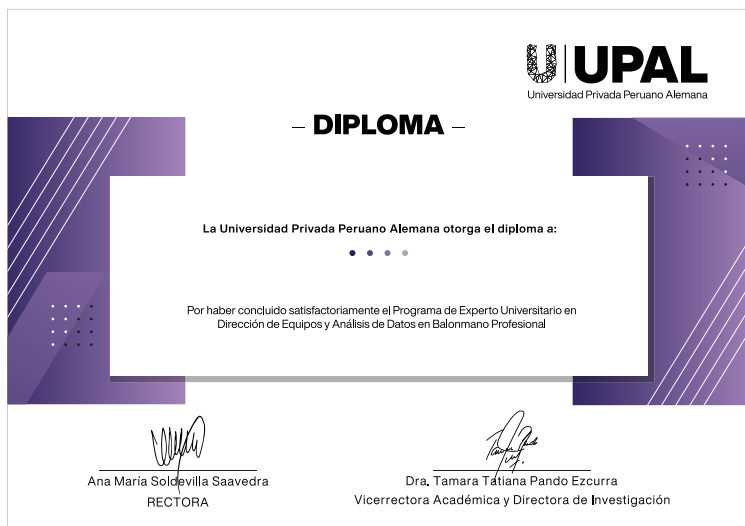 UPAL
Universidad Privada Peruano Alemana
– DIPLOMA –
La Universidad Privada Peruano Alemana otorga el diploma a:
Por haber concluido satisfactoriamente el Programa de Experto Universitario en
Dirección de Equipos y Análisis de Datos en Balonmano Profesional
Ana María Soldevilla Saavedra
RECTORA
Dra. Tamara Tatiana Pando Ezcurra
Vicerrectora Académica y Directora de Investigación